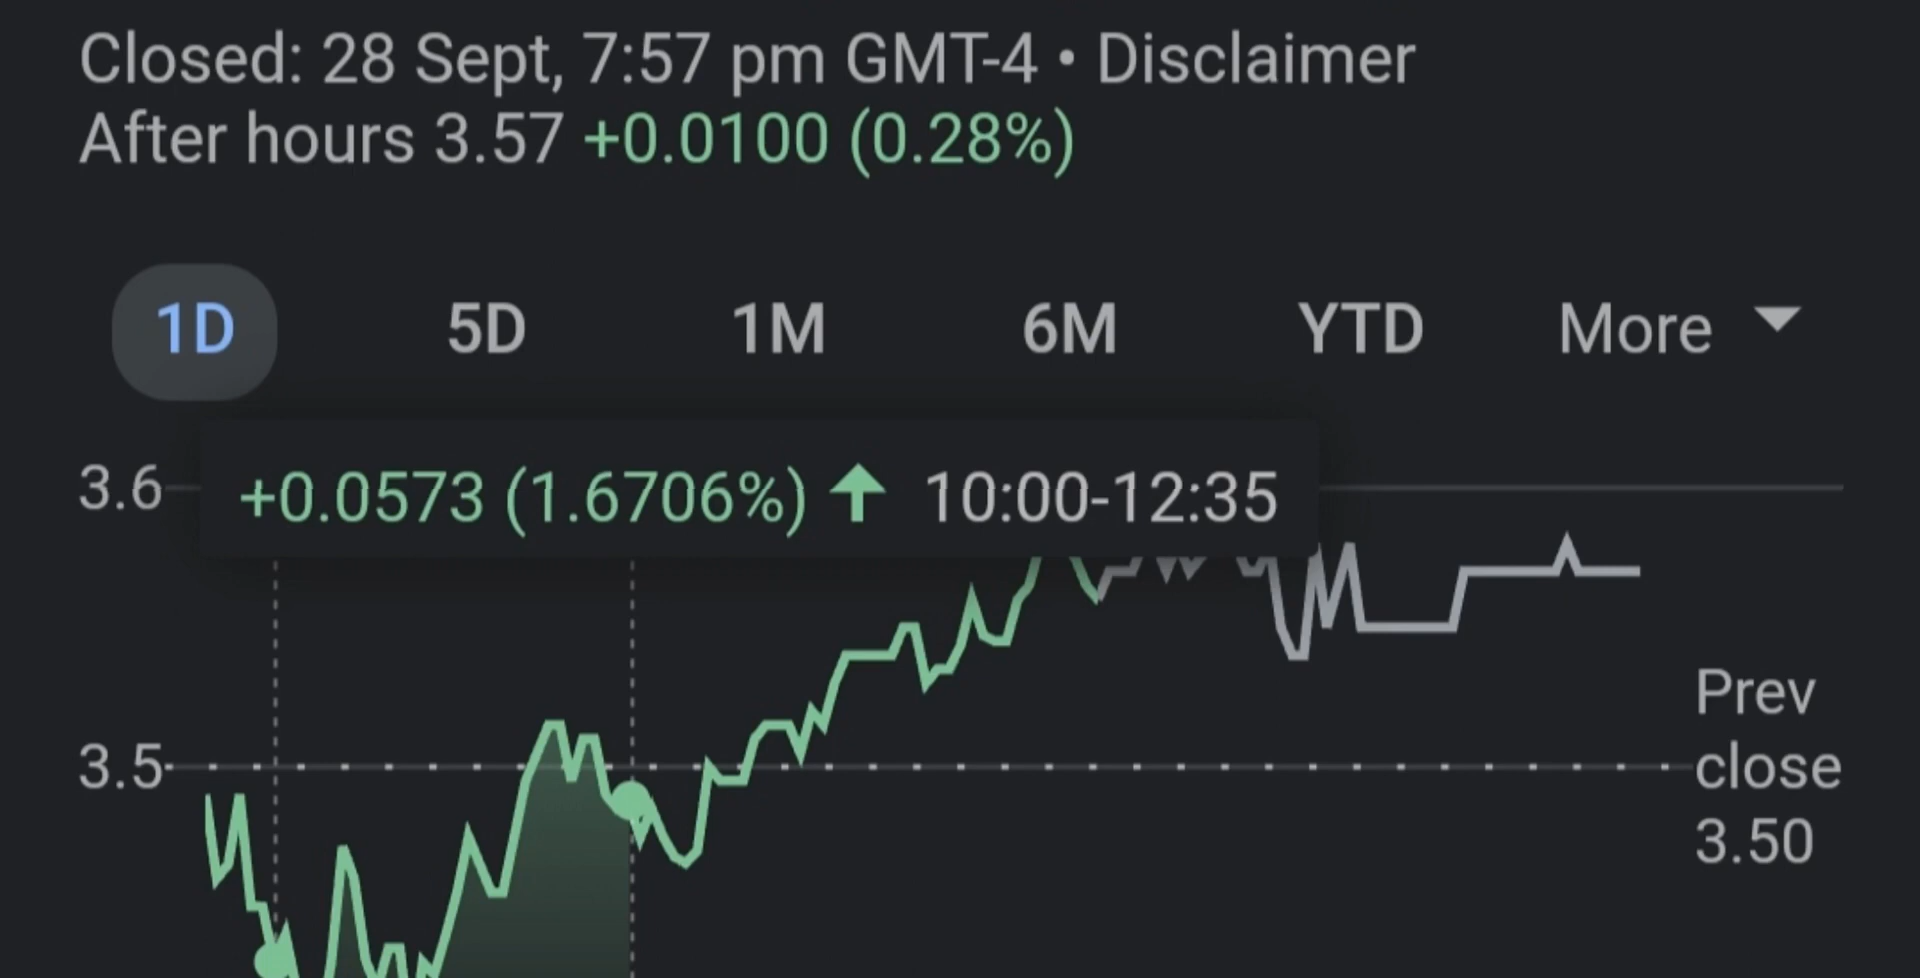 Closed: 28 Sept, 7:57 pm GMT-4 • Disclaimer
After hours 3.57 +0.0100 (0.28%)
1D 5D 1M 6M YTD More
3.6
+0.0573 (1.6706%) 10:00-12:35
3.5
Prev
close
3.50